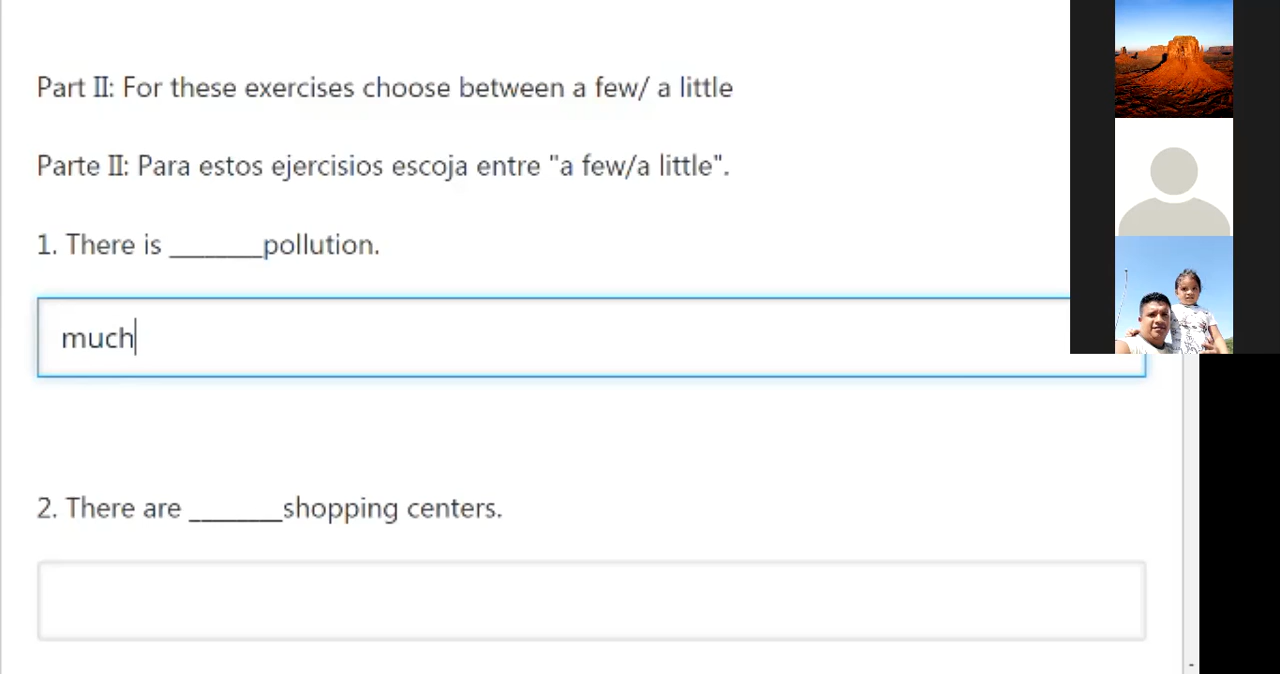 Part II: For these exercises choose between a few/ a little
Parte II: Para estos ejercisios escoja entre "a few/a little".
1. There is _______pollution.
much
2. There are _______shopping centers.